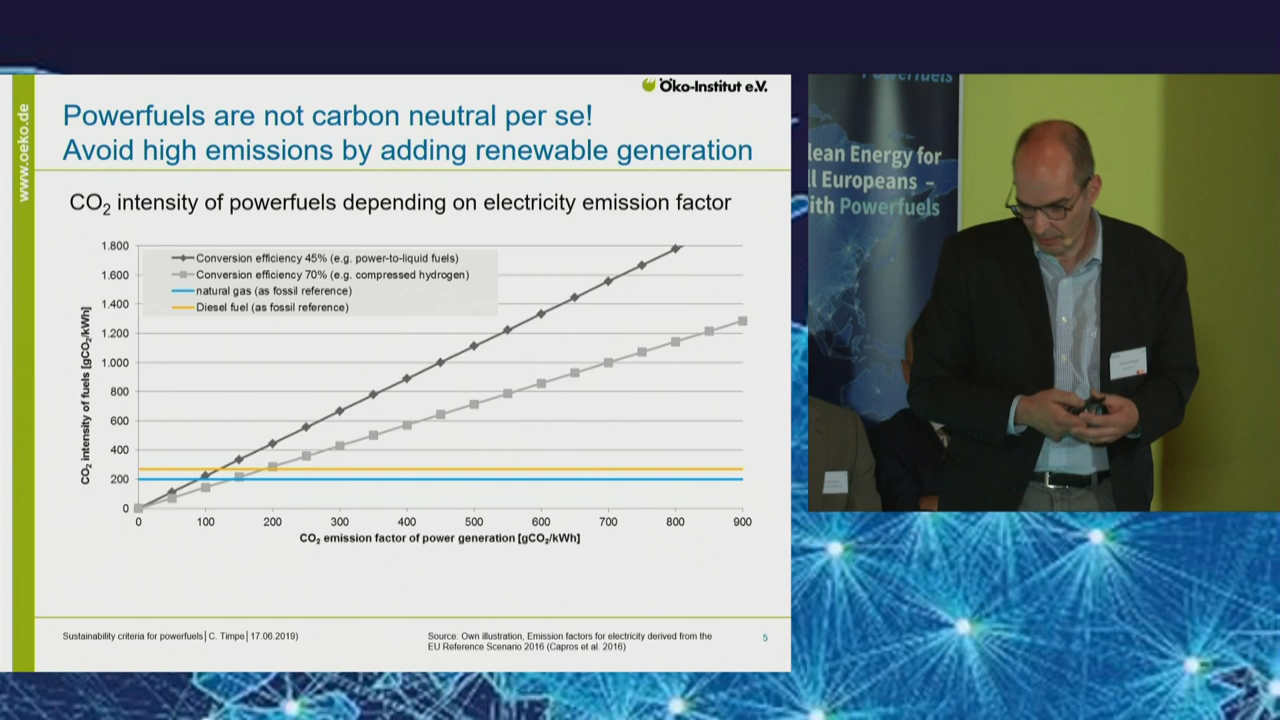 Öko-Institut e.V.
www.oeko.de
Powerfuels are not carbon neutral per se!
Avoid high emissions by adding renewable generation
CO₂ intensity of powerfuels depending on electricity emission factor
CO₂ intensity of fuels [gCO₂/kWh]
1.800
1.600
1.400
1.200
1.000
800
600
400
200
0
Conversion efficiency 45% (e.g. power-to-liquid fuels)
Conversion efficiency 70% (e.g. compressed hydrogen)
natural gas (as fossil reference)
Diesel fuel (as fossil reference)
0 100 200 300 400 500 600 700 800 900
CO₂ emission factor of power generation [gCO₂/kWh]
Sustainability criteria for powerfuels│C. Timpe│17.06.2019)
Source: Own illustration, Emission factors for electricity derived from the
EU Reference Scenario 2016 (Capros et al. 2016)
5
Powerfuels
lean Energy for
ll Europeans –
ith Powerfuels